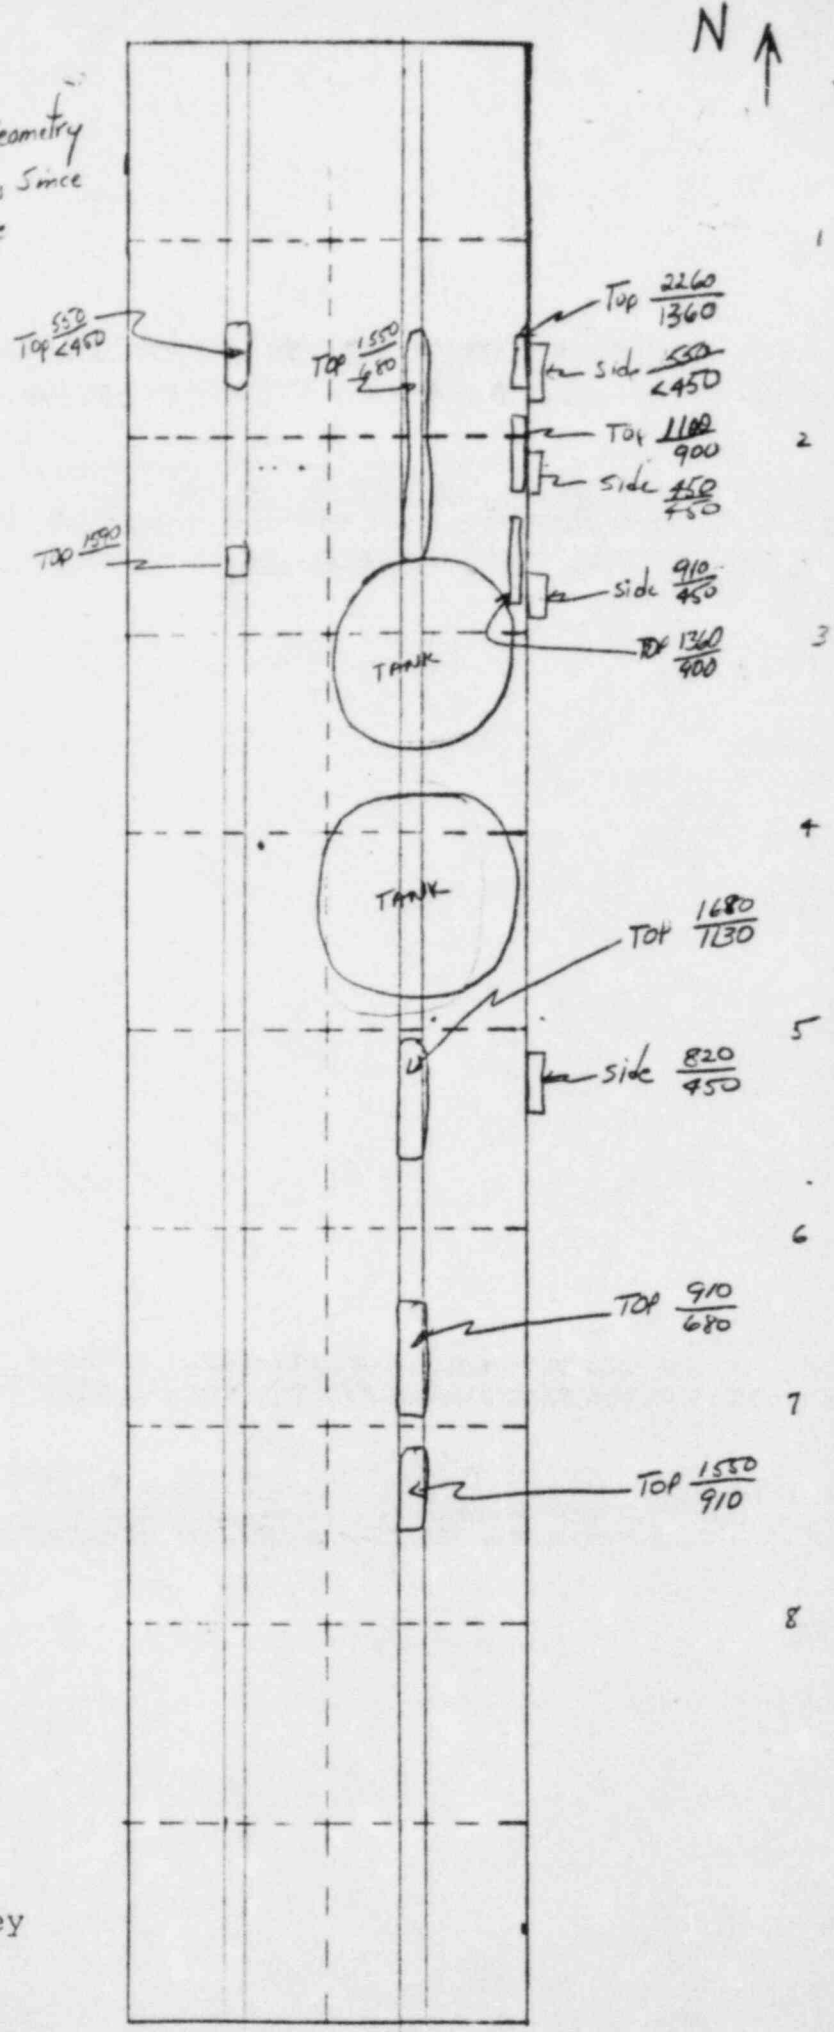 N
eometry
Since
1
Top 2260
1360
Top 550
<450
TOP 1550
680
side 550
<450
Top 1100
900
2
side 450
450
TOP 1590
side 910
450
TOP 1360
900
3
TANK
4
TANK
TOP 1680
1130
5
side 820
450
6
TOP 910
680
7
TOP 1550
910
8
ey